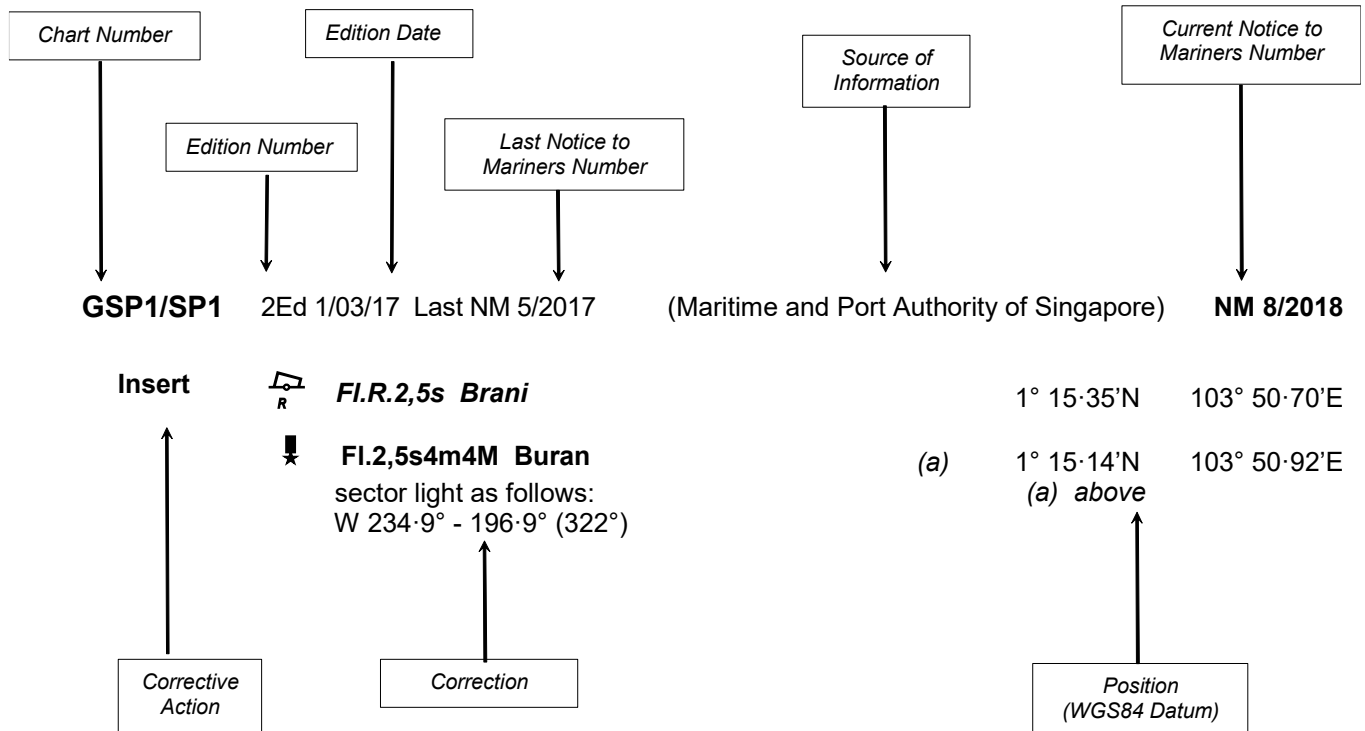 Chart Number
Edition Date
Current Notice to
Mariners Number
Source of
Information
Edition Number
Last Notice to
Mariners Number
GSP1/SP1 2Ed 1/03/17 Last NM 5/2017 (Maritime and Port Authority of Singapore) NM 8/2018
Insert R Fl.R.2,5s Brani 1° 15·35’N 103° 50·70’E
Fl.2,5s4m4M Buran (a) 1° 15·14’N 103° 50·92’E
sector light as follows: (a) above
W 234·9° - 196·9° (322°)
Corrective
Action
Correction
Position
(WGS84 Datum)